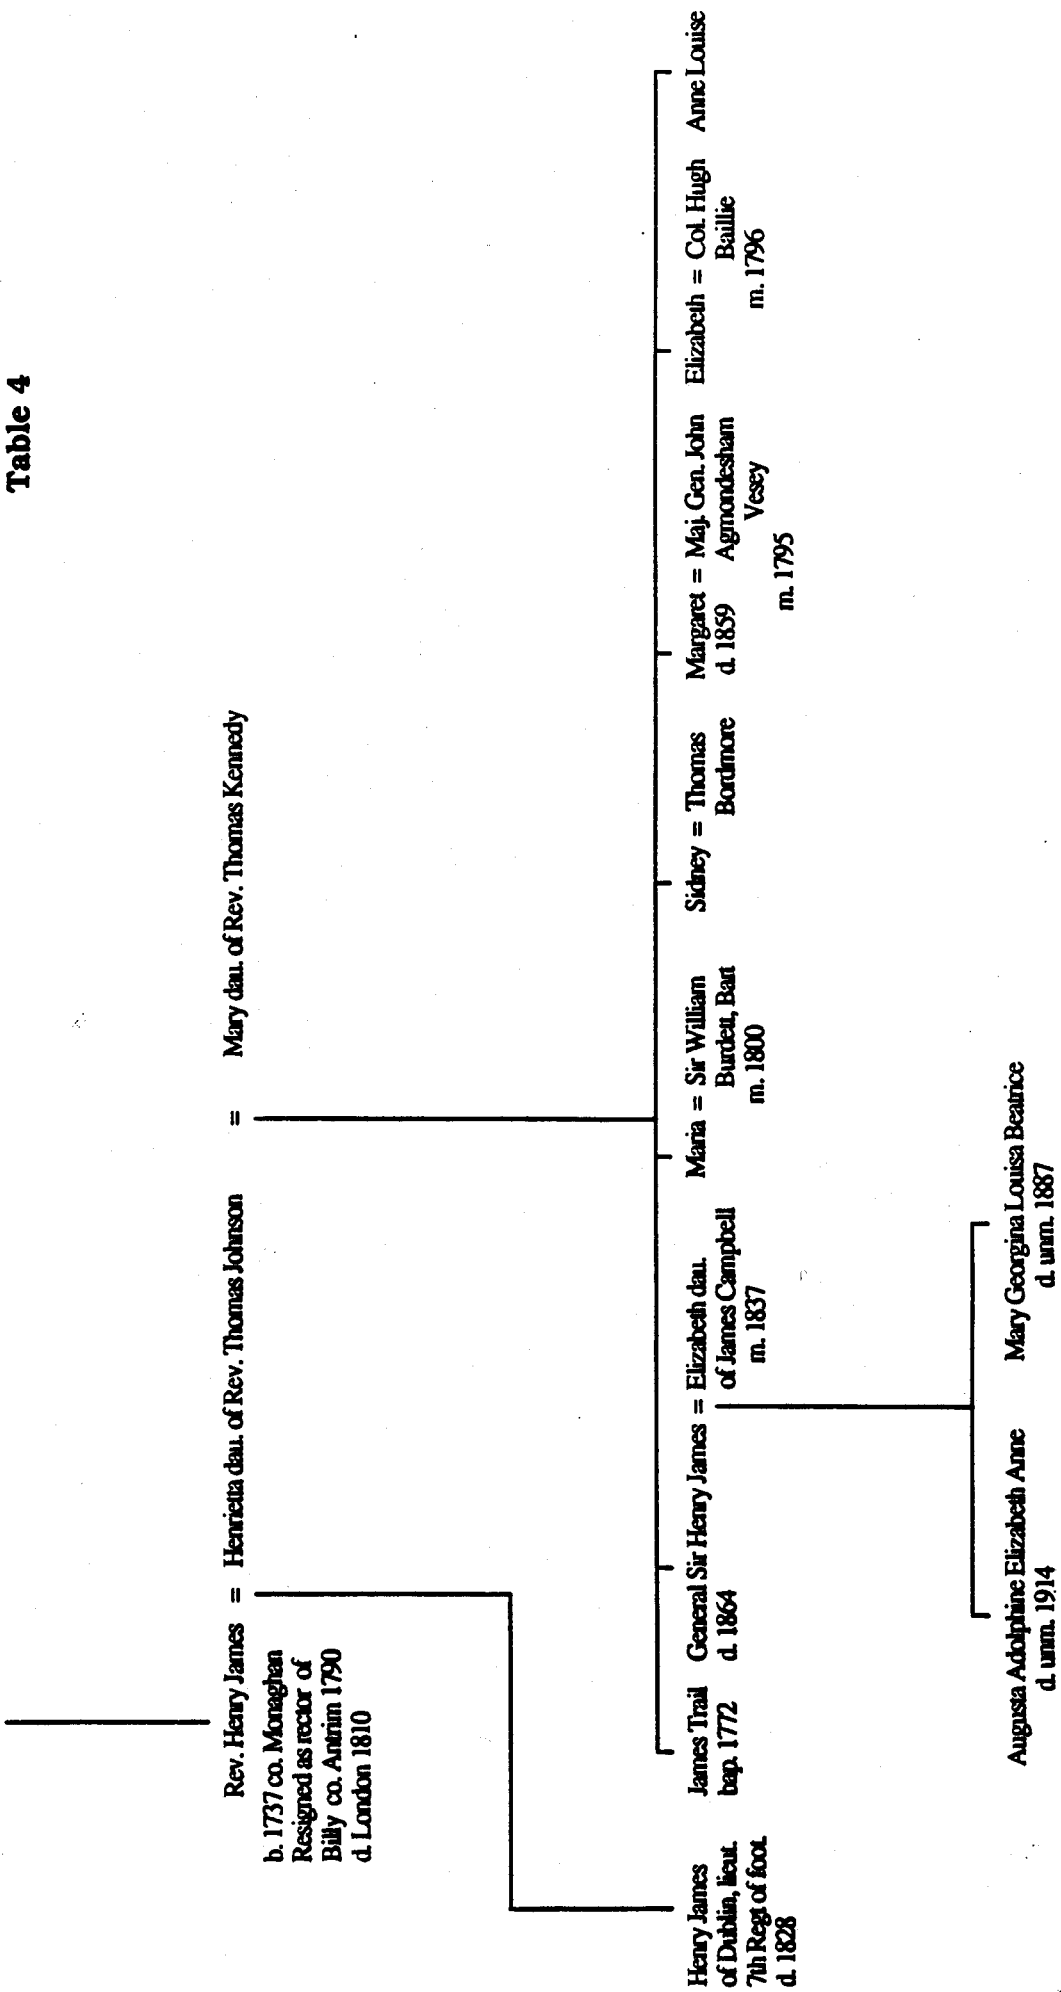 Table 4
Rev. Henry James = Henrietta dau. of Rev. Thomas Johnson = Mary dau. of Rev. Thomas Kennedy
b. 1737 co. Monaghan
Resigned as rector of
Billy co. Antrim 1790
d. London 1810
Henry James
of Dublin, lieut.
7th Regt of foot.
d. 1828
James Trail
bap. 1772
General Sir Henry James = Elizabeth dau.
d. 1864
of James Campbell
m. 1837
Maria = Sir William
Burdett, Bart
m. 1800
Sidney = Thomas
Bordmore
Margaret = Maj. Gen. John
d. 1859
Agmondesham
Vesey
m. 1795
Elizabeth = Col. Hugh
Baillie
m. 1796
Anne Louise
Augusta Adolphine Elizabeth Anne
d. unm. 1914
Mary Georgina Louisa Beatrice
d. unm. 1887